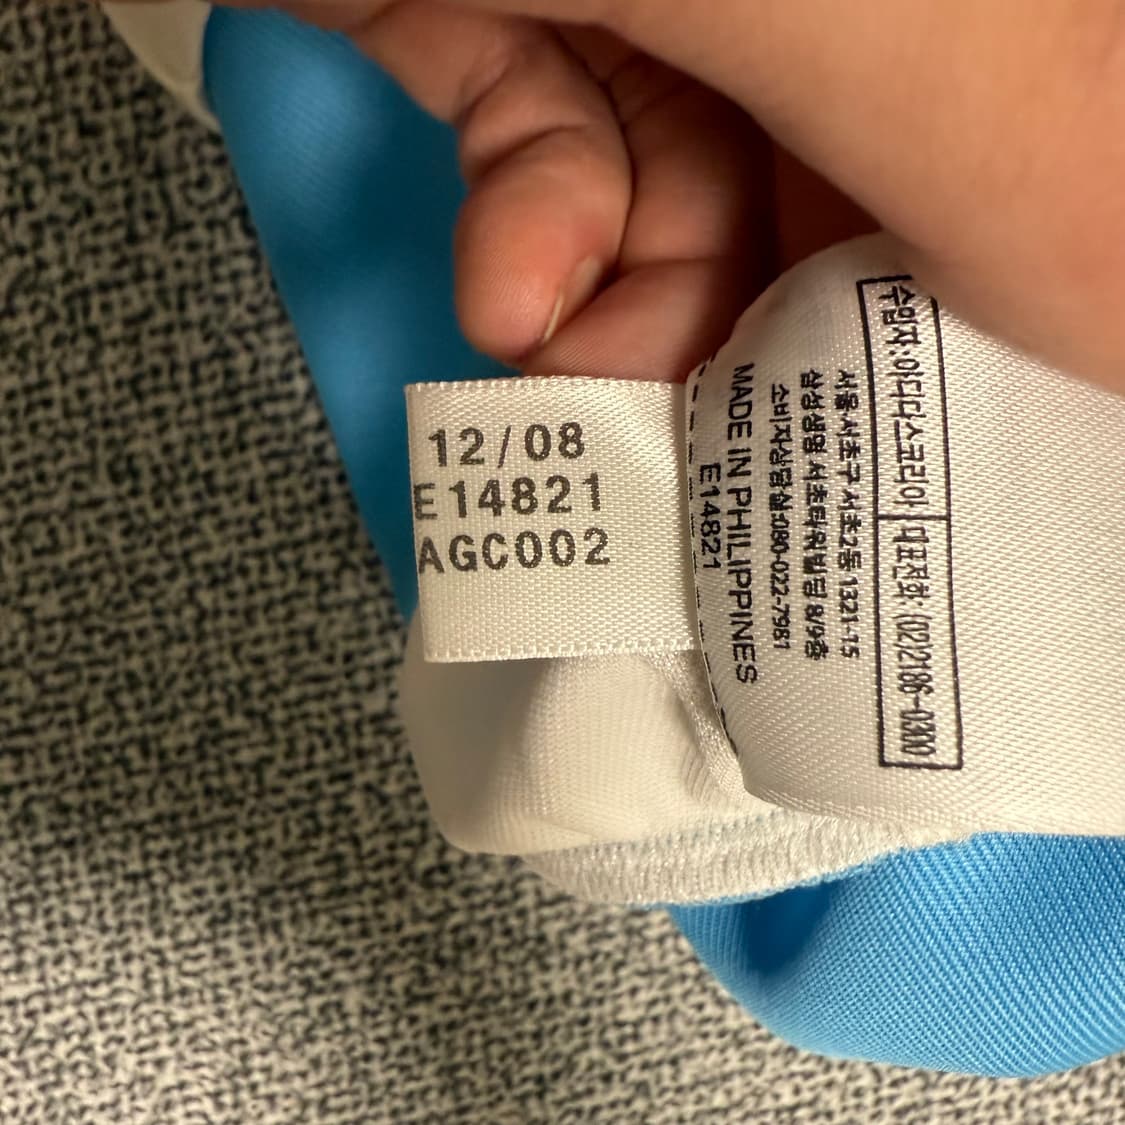 12/08
E14821
AGC002
수입자:아디다스코리아 대표전화: (02)2186-0300
서울 서초구 서초2동 1321-15
삼성생명 서초타워빌딩 8/9층
소비자상담실:080-022-7981
MADE IN PHILIPPINES
E14821